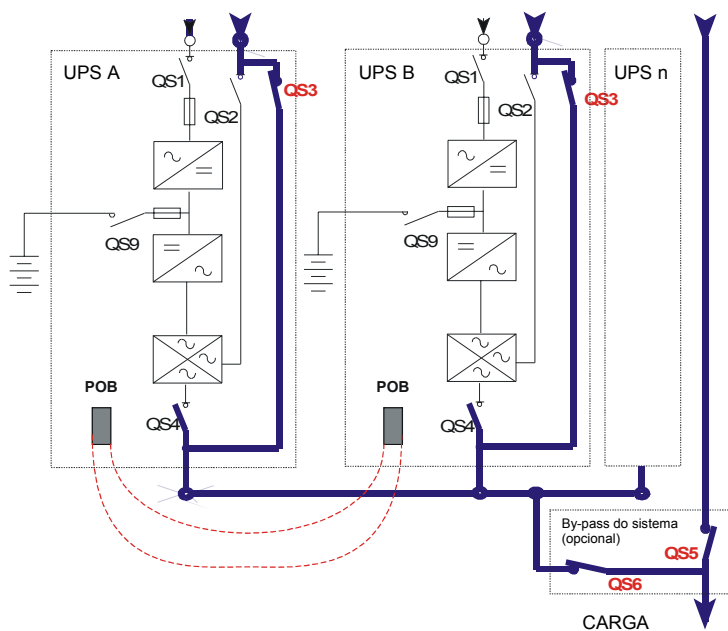 UPS A
UPS B
UPS n
QS1
QS3
QS2
QS1
QS3
QS2
QS9
QS9
POB
POB
QS4
QS4
By-pass do sistema
(opcional)
QS5
QS6
CARGA